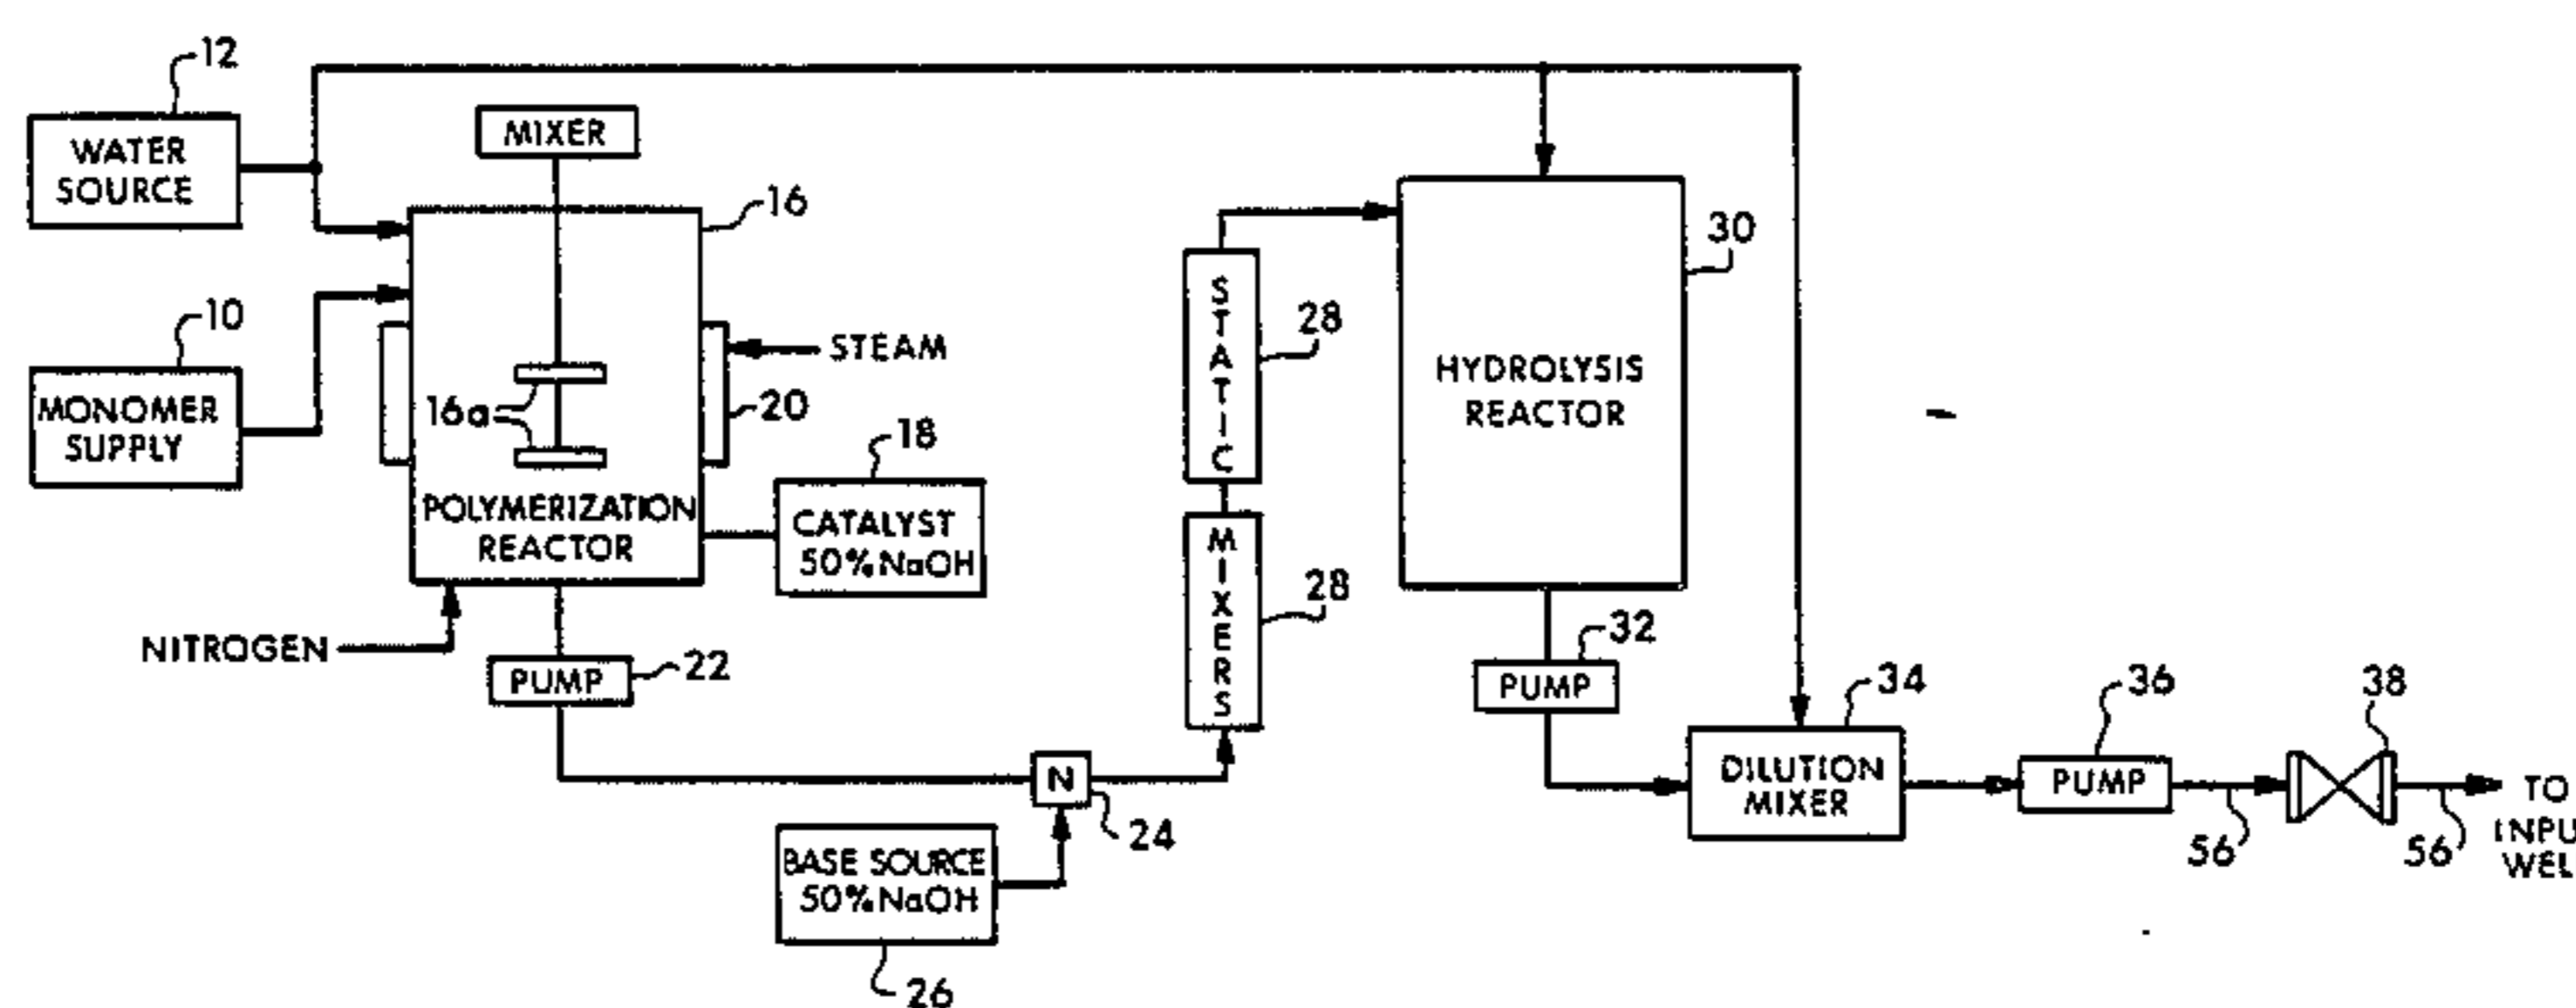 12
WATER
SOURCE
MIXER
16
10
MONOMER
SUPPLY
16a
STEAM
20
18
POLYMERIZATION
REACTOR
CATALYST
50% NaOH
NITROGEN
PUMP
22
N
24
BASE SOURCE
50% NaOH
26
STATIC
28
MIXERS
28
30
HYDROLYSIS
REACTOR
32
PUMP
34
DILUTION
MIXER
36
PUMP
38
56
56
TO
INPU
WEL